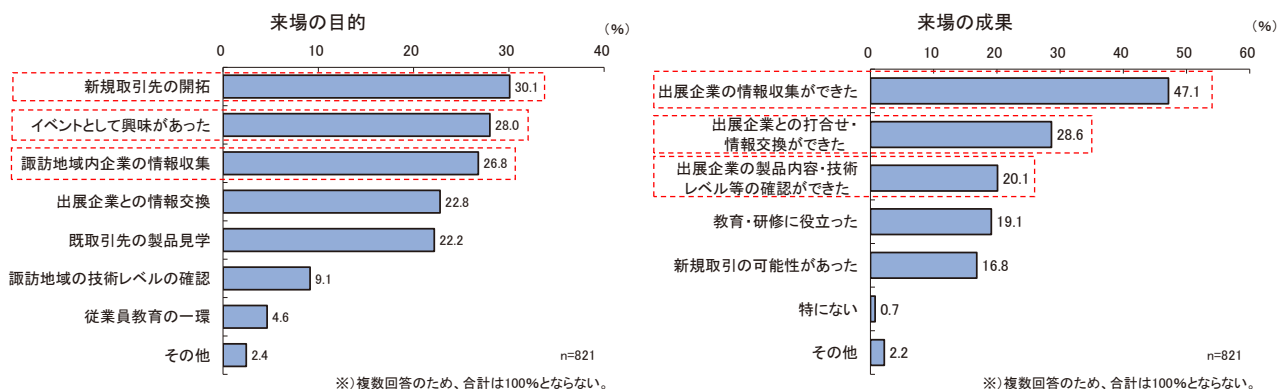 来場の目的
(%)
0 10 20 30 40
新規取引先の開拓 30.1
イベントとして興味があった 28.0
諏訪地域内企業の情報収集 26.8
出展企業との情報交換 22.8
既取引先の製品見学 22.2
諏訪地域の技術レベルの確認 9.1
従業員教育の一環 4.6
その他 2.4
n=821
※）複数回答のため、合計は100%とならない。
来場の成果
(%)
0 10 20 30 40 50 60
出展企業の情報収集ができた 47.1
出展企業との打合せ・
情報交換ができた 28.6
出展企業の製品内容・技術
レベル等の確認ができた 20.1
教育・研修に役立った 19.1
新規取引の可能性があった 16.8
特にない 0.7
その他 2.2
n=821
※）複数回答のため、合計は100%とならない。